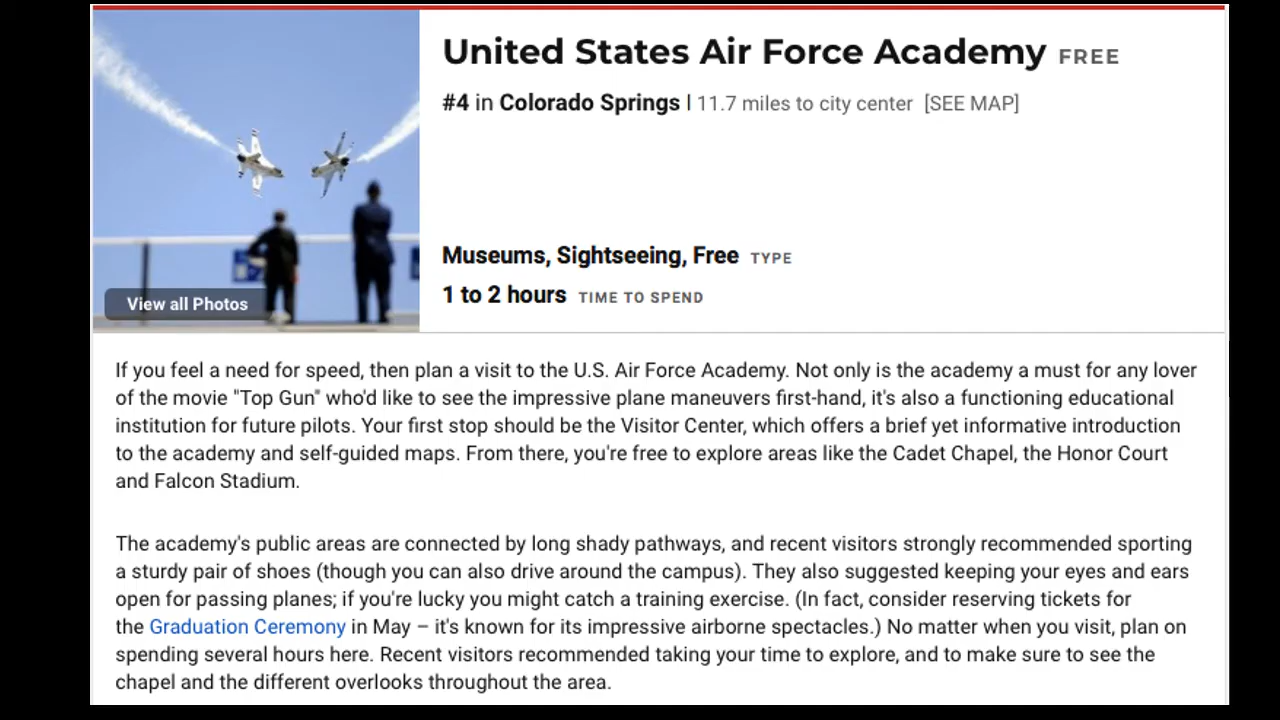 United States Air Force Academy FREE
#4 in Colorado Springs | 11.7 miles to city center [SEE MAP]
Museums, Sightseeing, Free TYPE
1 to 2 hours TIME TO SPEND
View all Photos
If you feel a need for speed, then plan a visit to the U.S. Air Force Academy. Not only is the academy a must for any lover
of the movie "Top Gun" who'd like to see the impressive plane maneuvers first-hand, it's also a functioning educational
institution for future pilots. Your first stop should be the Visitor Center, which offers a brief yet informative introduction
to the academy and self-guided maps. From there, you're free to explore areas like the Cadet Chapel, the Honor Court
and Falcon Stadium.
The academy's public areas are connected by long shady pathways, and recent visitors strongly recommended sporting
a sturdy pair of shoes (though you can also drive around the campus). They also suggested keeping your eyes and ears
open for passing planes; if you're lucky you might catch a training exercise. (In fact, consider reserving tickets for
the Graduation Ceremony in May – it's known for its impressive airborne spectacles.) No matter when you visit, plan on
spending several hours here. Recent visitors recommended taking your time to explore, and to make sure to see the
chapel and the different overlooks throughout the area.